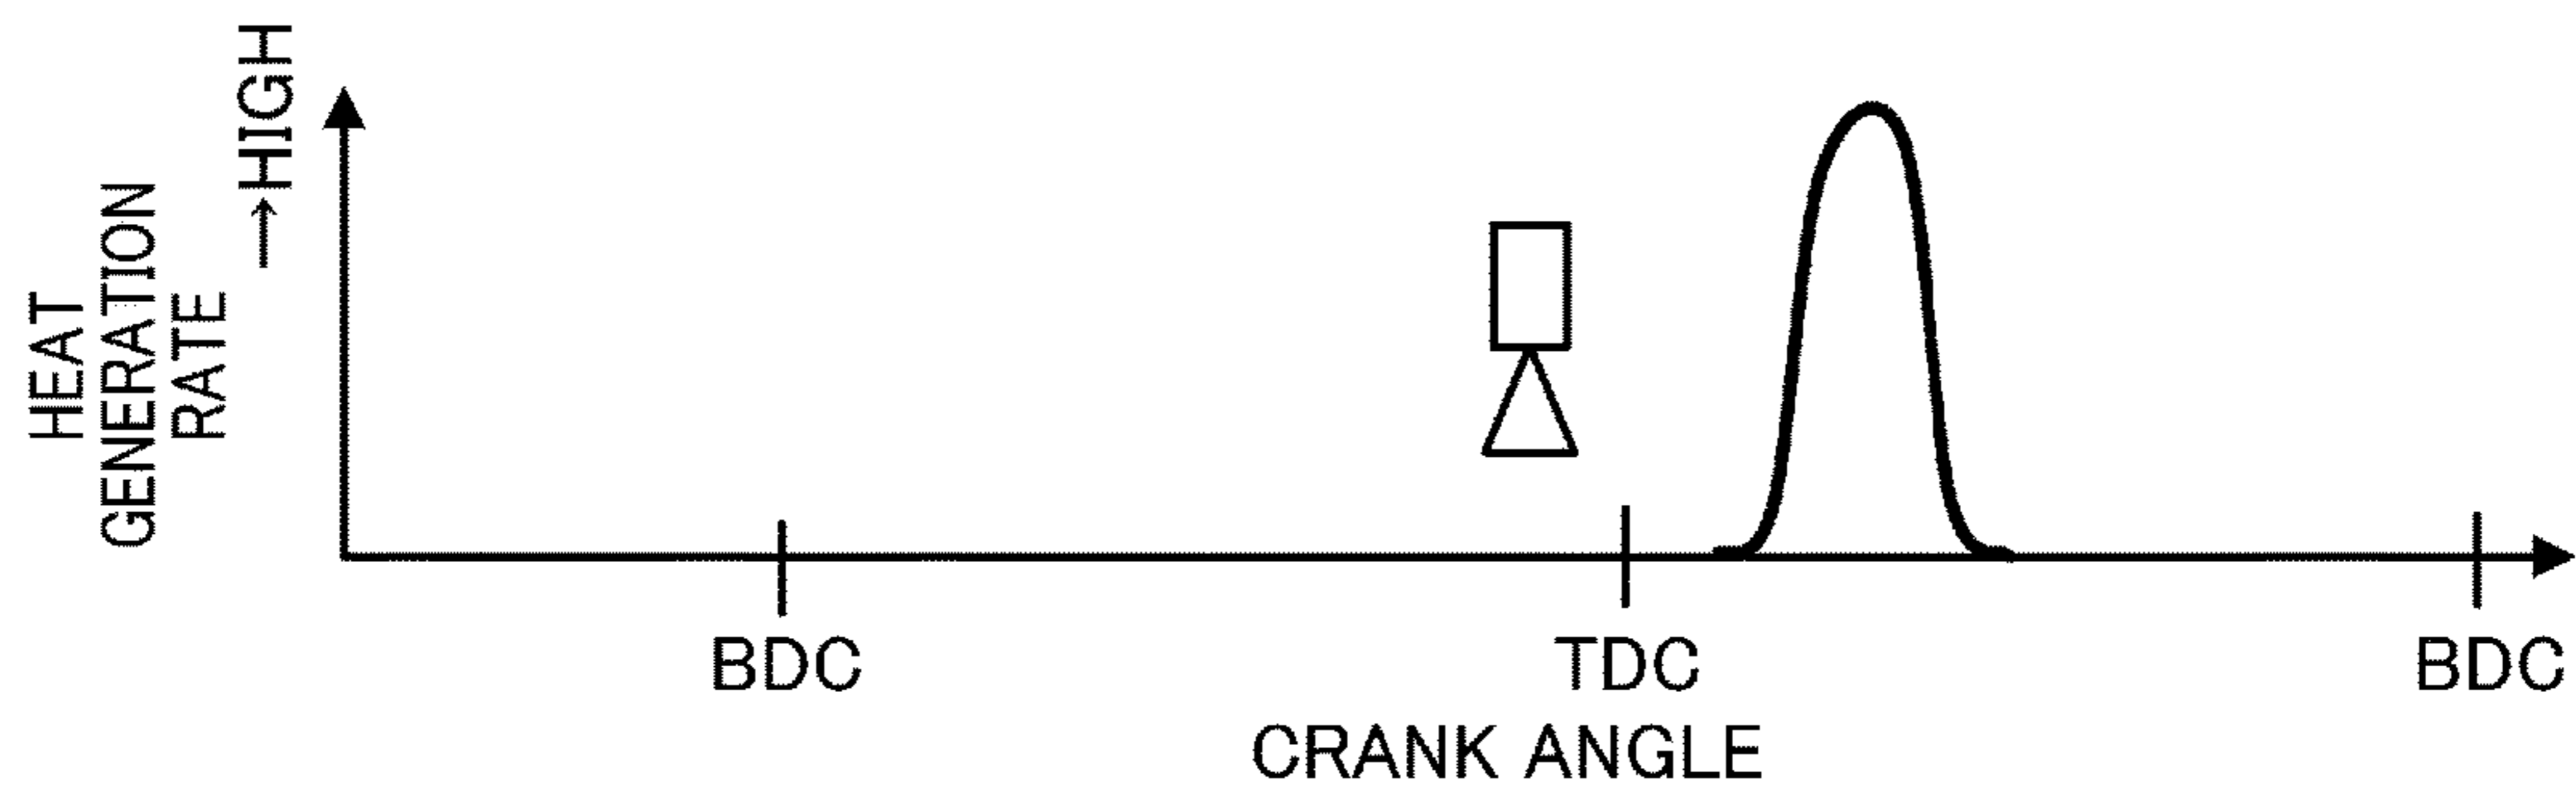 HEAT
GENERATION
RATE
→HIGH
BDC
TDC
BDC
CRANK ANGLE